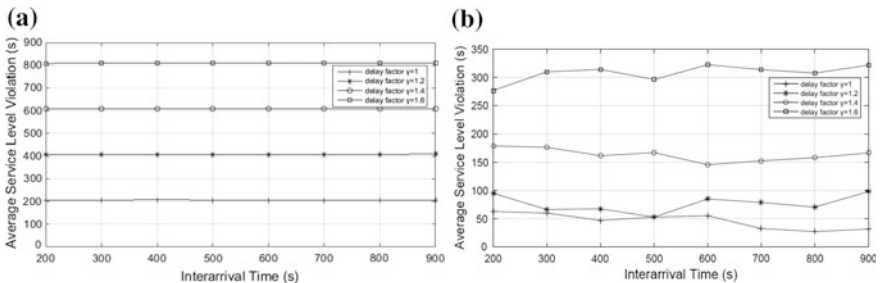 (a)
Average Service Level Violation (s)
900
800
700
600
500
400
300
200
100
0
delay factor γ=1
delay factor γ=1.2
delay factor γ=1.4
delay factor γ=1.6
200 300 400 500 600 700 800 900
Interarrival Time (s)
(b)
Average Service Level Violation (s)
350
300
250
200
150
100
50
0
delay factor γ=1
delay factor γ=1.2
delay factor γ=1.4
delay factor γ=1.6
200 300 400 500 600 700 800 900
Interarrival Time (s)